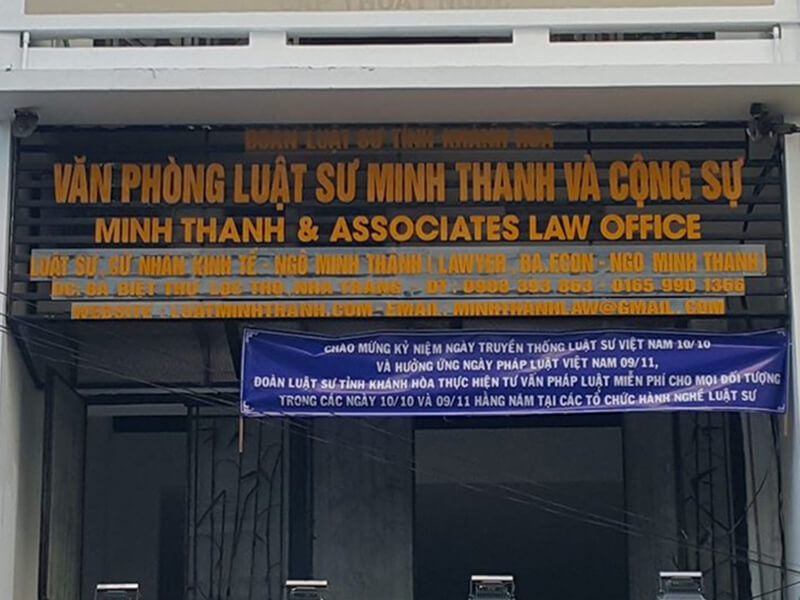 CẤP THOÁT NƯỚC
ĐOÀN LUẬT SƯ TỈNH KHÁNH HÒA
VĂN PHÒNG LUẬT SƯ MINH THANH VÀ CỘNG SỰ
MINH THANH & ASSOCIATES LAW OFFICE
LUẬT SƯ, CỬ NHÂN KINH TẾ - NGÔ MINH THANH ( LAWYER , BA.ECON - NGO MINH THANH )
ĐC: 8A BIỆT THỰ, LỘC THỌ, NHA TRANG - ĐT : 0908 393 863 - 0165 990 1366
WEBSITE : LUATMINHTHANH.COM - EMAIL : MINHTHANHLAW@GMAIL.COM
CHÀO MỪNG KỶ NIỆM NGÀY TRUYỀN THỐNG LUẬT SƯ VIỆT NAM 10/10
VÀ HƯỞNG ỨNG NGÀY PHÁP LUẬT VIỆT NAM 09/11,
ĐOÀN LUẬT SƯ TỈNH KHÁNH HÒA THỰC HIỆN TƯ VẤN PHÁP LUẬT MIỄN PHÍ CHO MỌI ĐỐI TƯỢNG
TRONG CÁC NGÀY 10/10 VÀ 09/11 HÀNG NĂM TẠI CÁC TỔ CHỨC HÀNH NGHỀ LUẬT SƯ